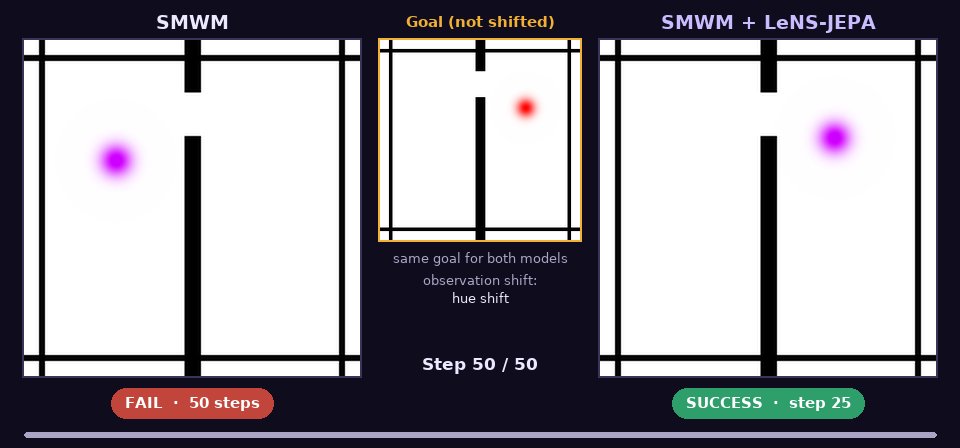 SMWM
Goal (not shifted)
SMWM + LeNS-JEPA
same goal for both models
observation shift:
hue shift
Step 50 / 50
FAIL · 50 steps
SUCCESS · step 25